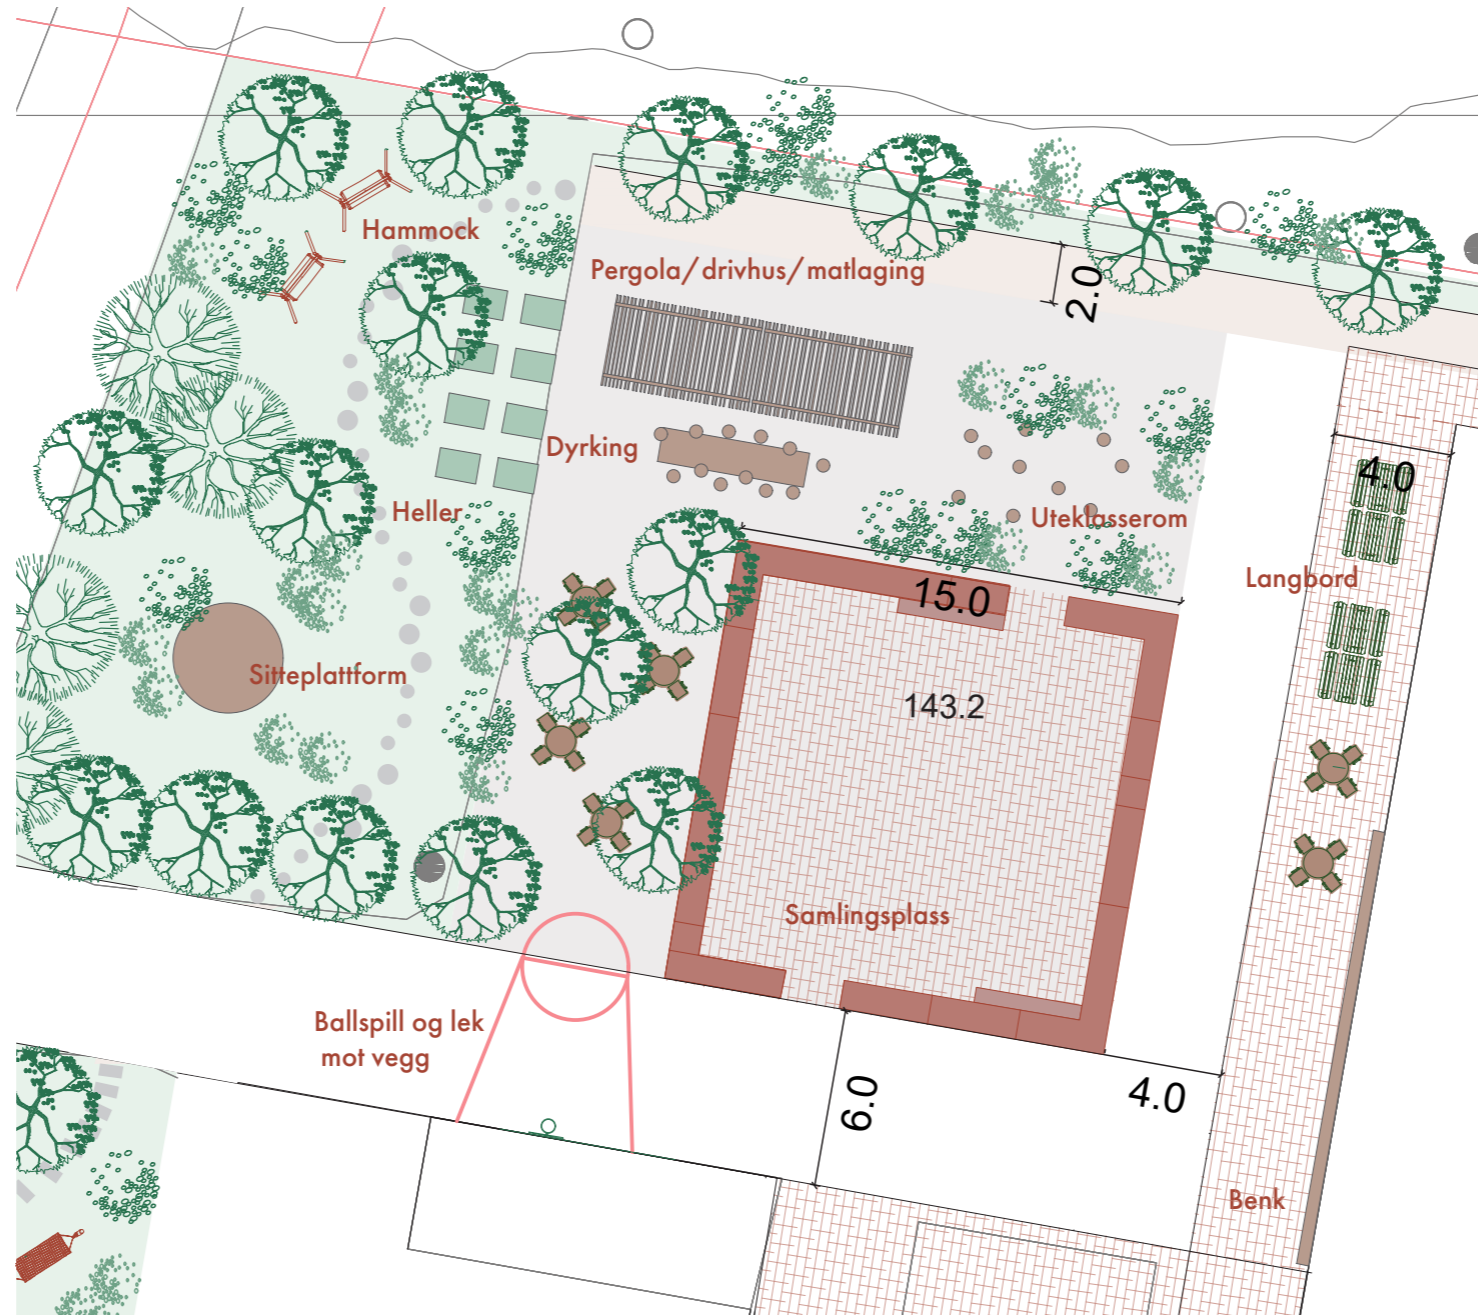 Hammock
Pergola/drivhus/matlaging
2.0
Dyrking
4.0
Heller
Uteklasserom
Langbord
15.0
Sitteplattform
143.2
Samlingsplass
Ballspill og lek
mot vegg
6.0
4.0
Benk